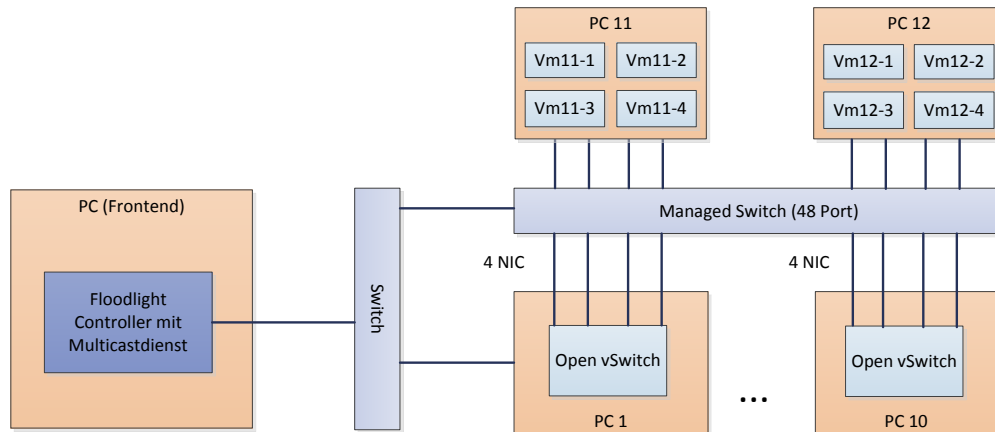 PC 11
PC 12
Vm11-1 Vm11-2
Vm12-1 Vm12-2
Vm11-3 Vm11-4
Vm12-3 Vm12-4
PC (Frontend)
Managed Switch (48 Port)
4 NIC
4 NIC
Floodlight
Controller mit
Multicastdienst
Switch
Open vSwitch
Open vSwitch
...
PC 1
PC 10